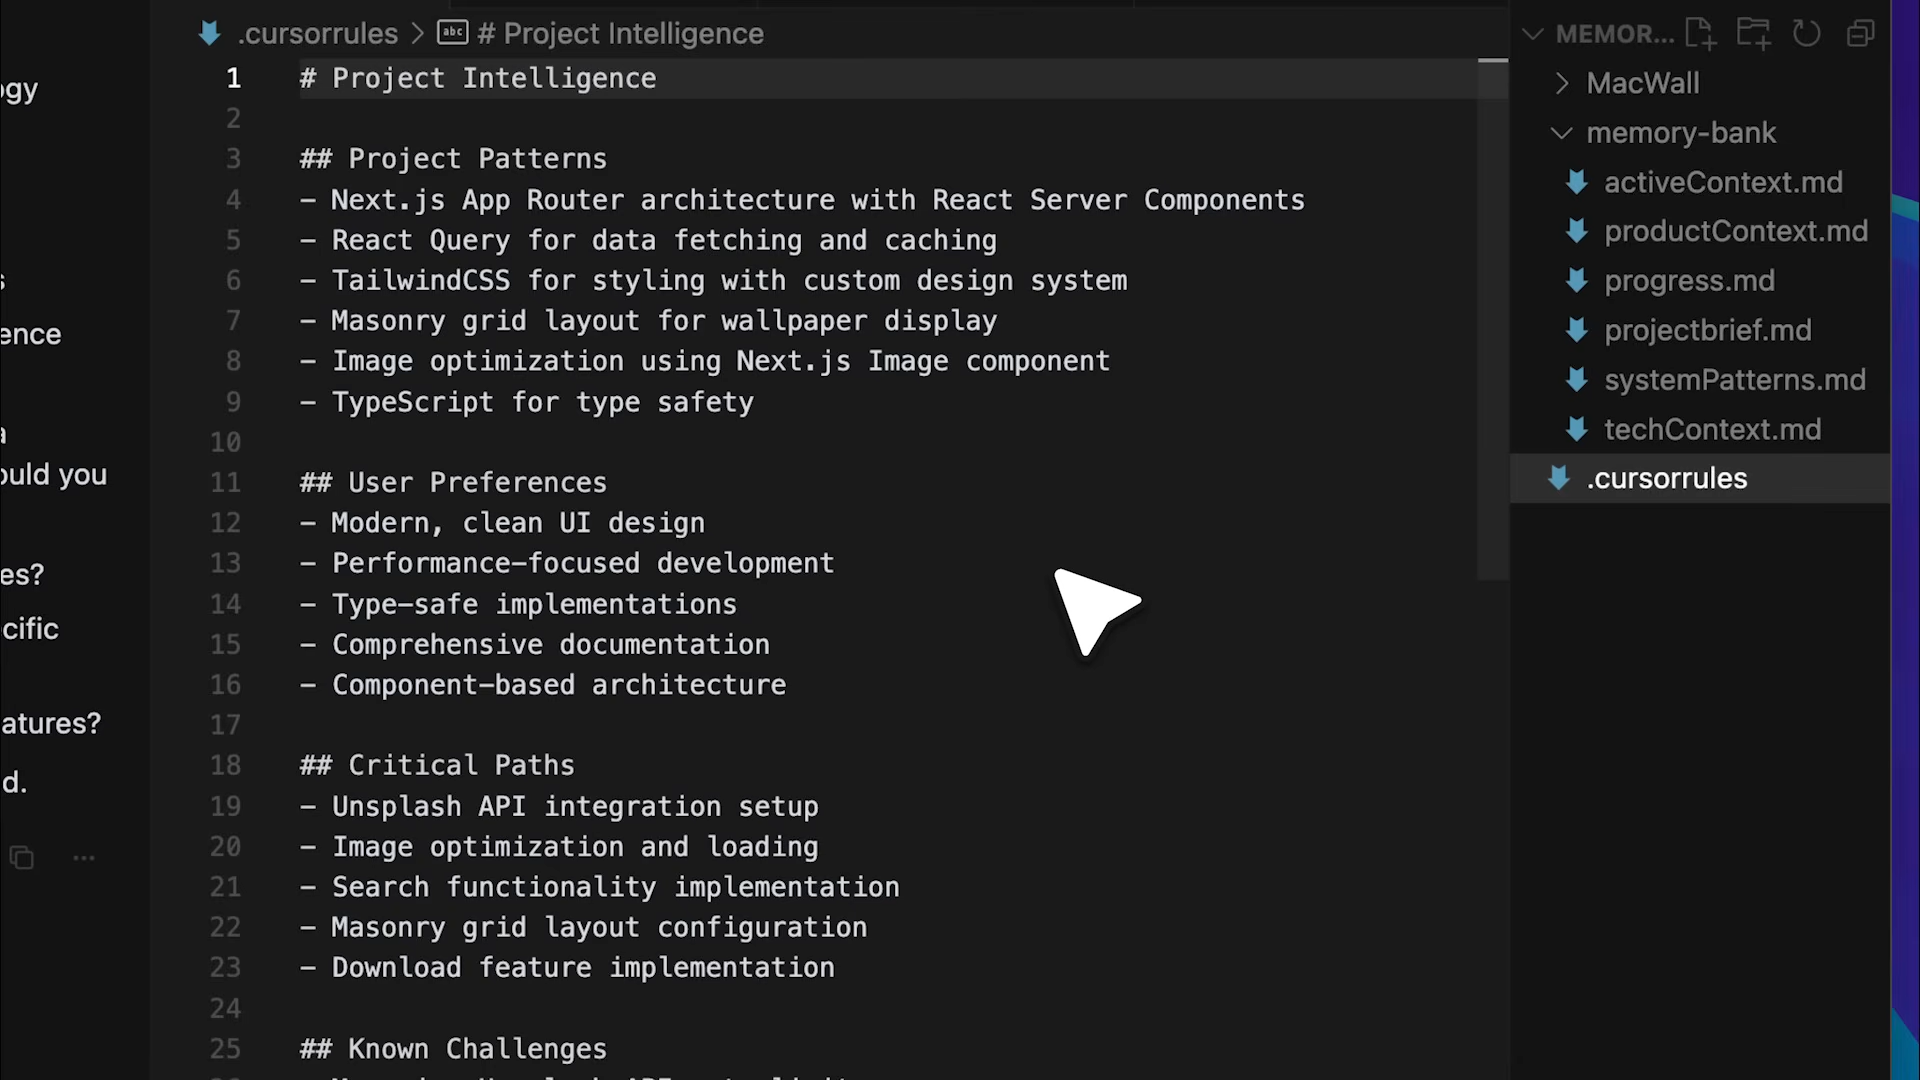 .cursorrules > abc # Project Intelligence
1 # Project Intelligence
2
3 ## Project Patterns
4 - Next.js App Router architecture with React Server Components
5 - React Query for data fetching and caching
6 - TailwindCSS for styling with custom design system
7 - Masonry grid layout for wallpaper display
8 - Image optimization using Next.js Image component
9 - TypeScript for type safety
10
11 ## User Preferences
12 - Modern, clean UI design
13 - Performance-focused development
14 - Type-safe implementations
15 - Comprehensive documentation
16 - Component-based architecture
17
18 ## Critical Paths
19 - Unsplash API integration setup
20 - Image optimization and loading
21 - Search functionality implementation
22 - Masonry grid layout configuration
23 - Download feature implementation
24
25 ## Known Challenges
MEMOR...
MacWall
memory-bank
activeContext.md
productContext.md
progress.md
projectbrief.md
systemPatterns.md
techContext.md
.cursorrules
ogy
s
ence
a
ould you
es?
cific
atures?
d.